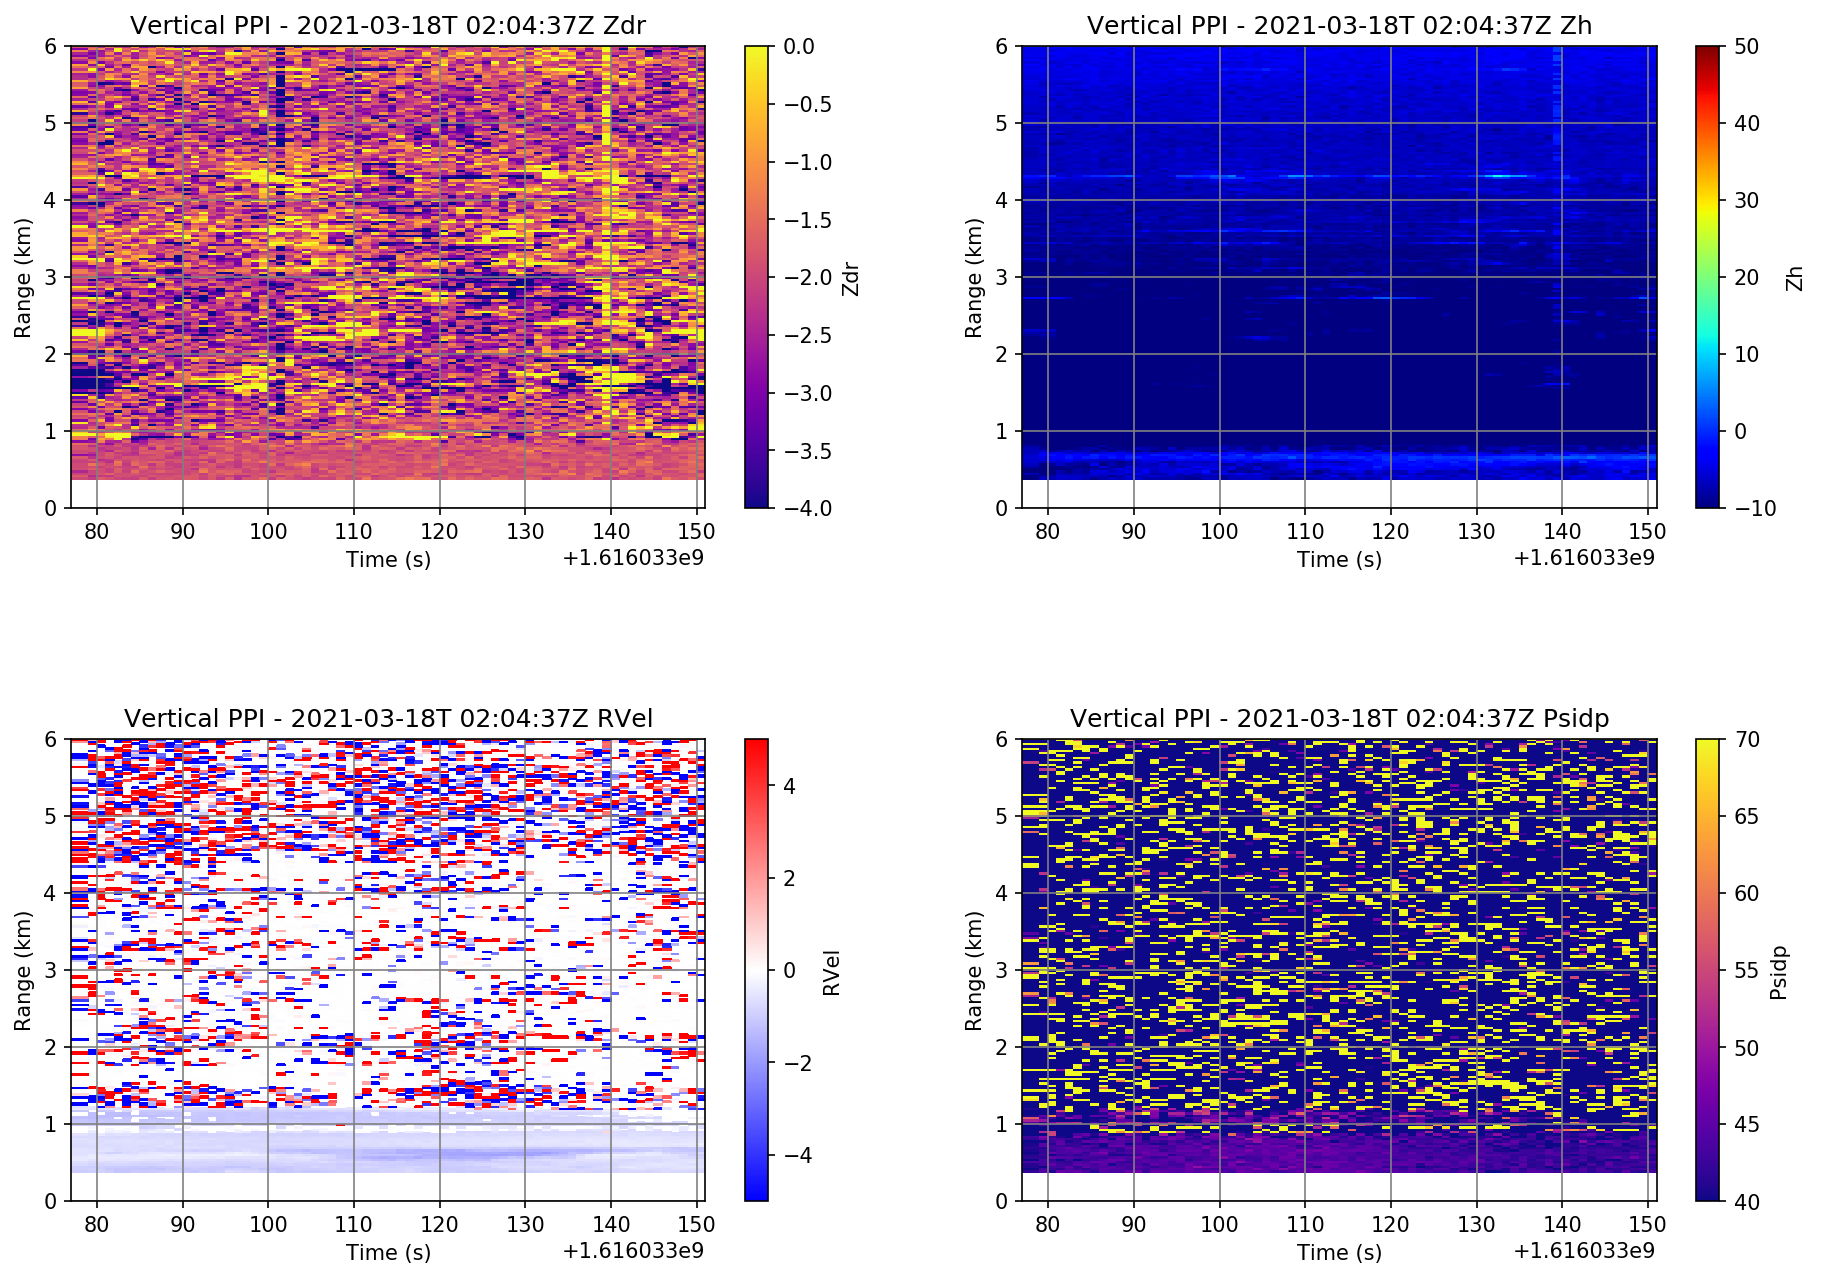 Vertical PPI - 2021-03-18T 02:04:37Z Zdr
6
5
4
3
2
1
0
Range (km)
80 90 100 110 120 130 140 150
Time (s)
+1.616033e9
0.0
−0.5
−1.0
−1.5
−2.0
−2.5
−3.0
−3.5
−4.0
Zdr
Vertical PPI - 2021-03-18T 02:04:37Z Zh
6
5
4
3
2
1
0
Range (km)
80 90 100 110 120 130 140 150
Time (s)
+1.616033e9
50
40
30
20
10
0
−10
Zh
Vertical PPI - 2021-03-18T 02:04:37Z RVel
6
5
4
3
2
1
0
Range (km)
80 90 100 110 120 130 140 150
Time (s)
+1.616033e9
4
2
0
−2
−4
RVel
Vertical PPI - 2021-03-18T 02:04:37Z Psidp
6
5
4
3
2
1
0
Range (km)
80 90 100 110 120 130 140 150
Time (s)
+1.616033e9
70
65
60
55
50
45
40
Psidp